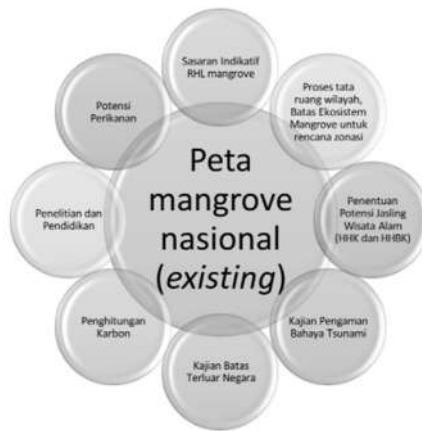 Sasaran Indikatif
RHL mangrove
Proses tata
ruang wilayah,
Batas Ekosistem
Mangrove untuk
rencana zonasi
Penentuan
Potensi Jasling
Wisata Alam
(HHK dan HHBK)
Kajian Pengaman
Bahaya Tsunami
Kajian Batas
Terluar Negara
Penghitungan
Karbon
Penelitian dan
Pendidikan
Potensi
Perikanan
Peta
mangrove
nasional
(existing)